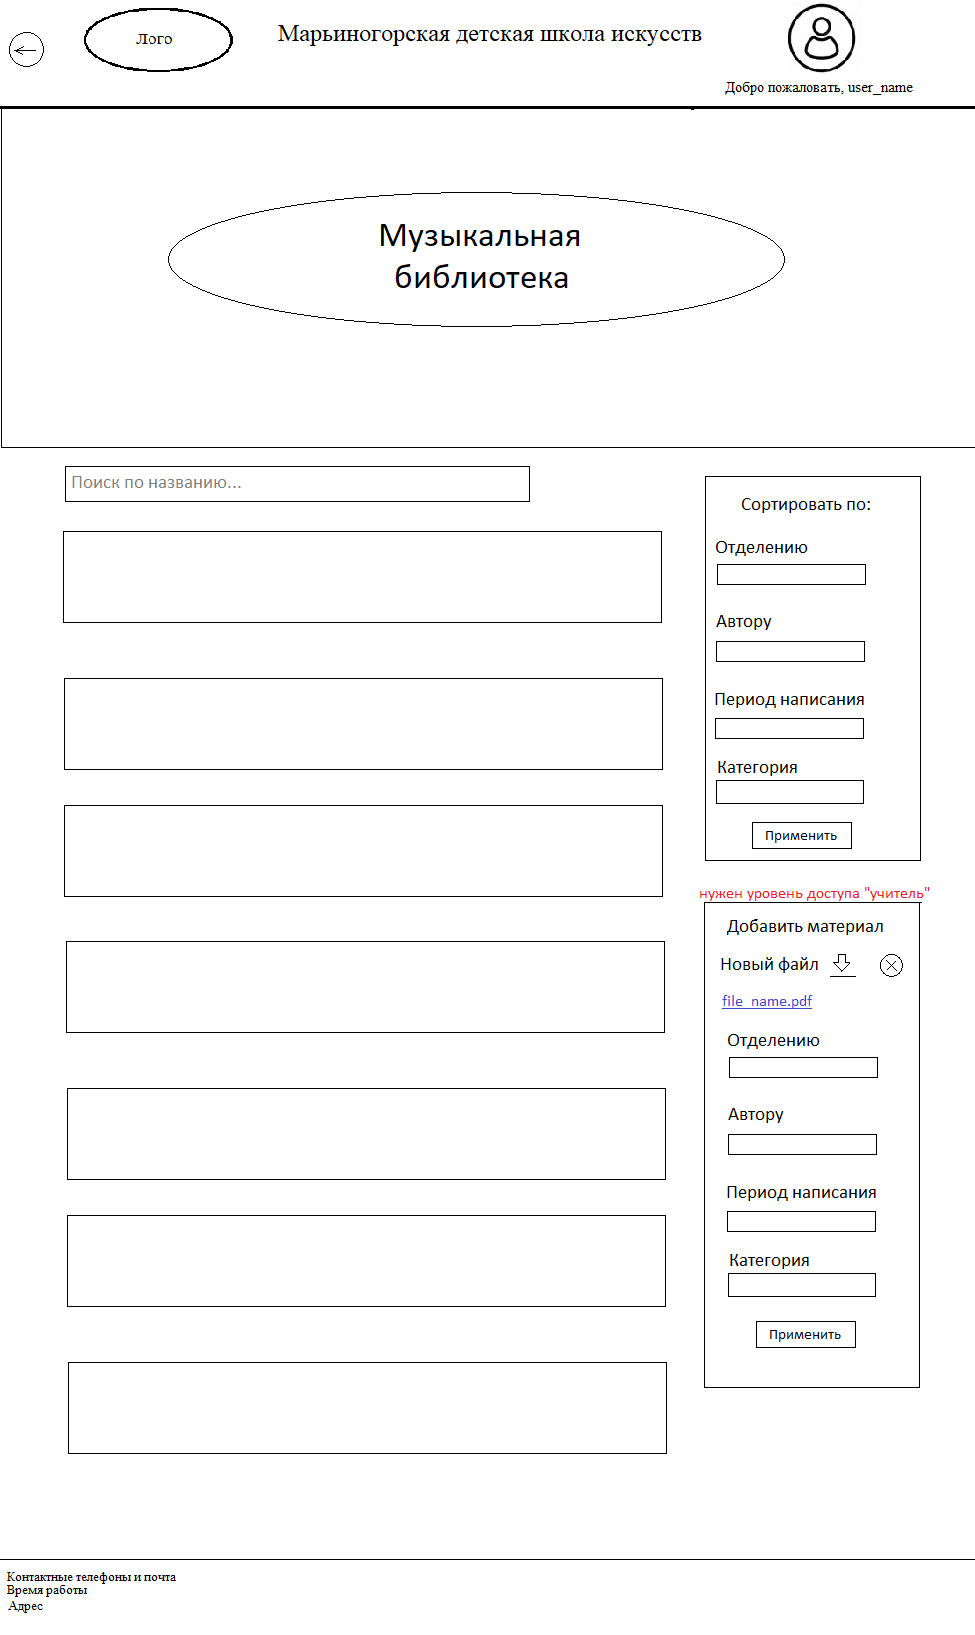 Лого
Марьиногорская детская школа искусств
Добро пожаловать, user_name
Музыкальная
библиотека
Поиск по названию...
Сортировать по:
Отделению
Автору
Период написания
Категория
Применить
нужен уровень доступа "учитель"
Добавить материал
Новый файл
file_name.pdf
Отделению
Автору
Период написания
Категория
Применить
Контактные телефоны и почта
Время работы
Адрес